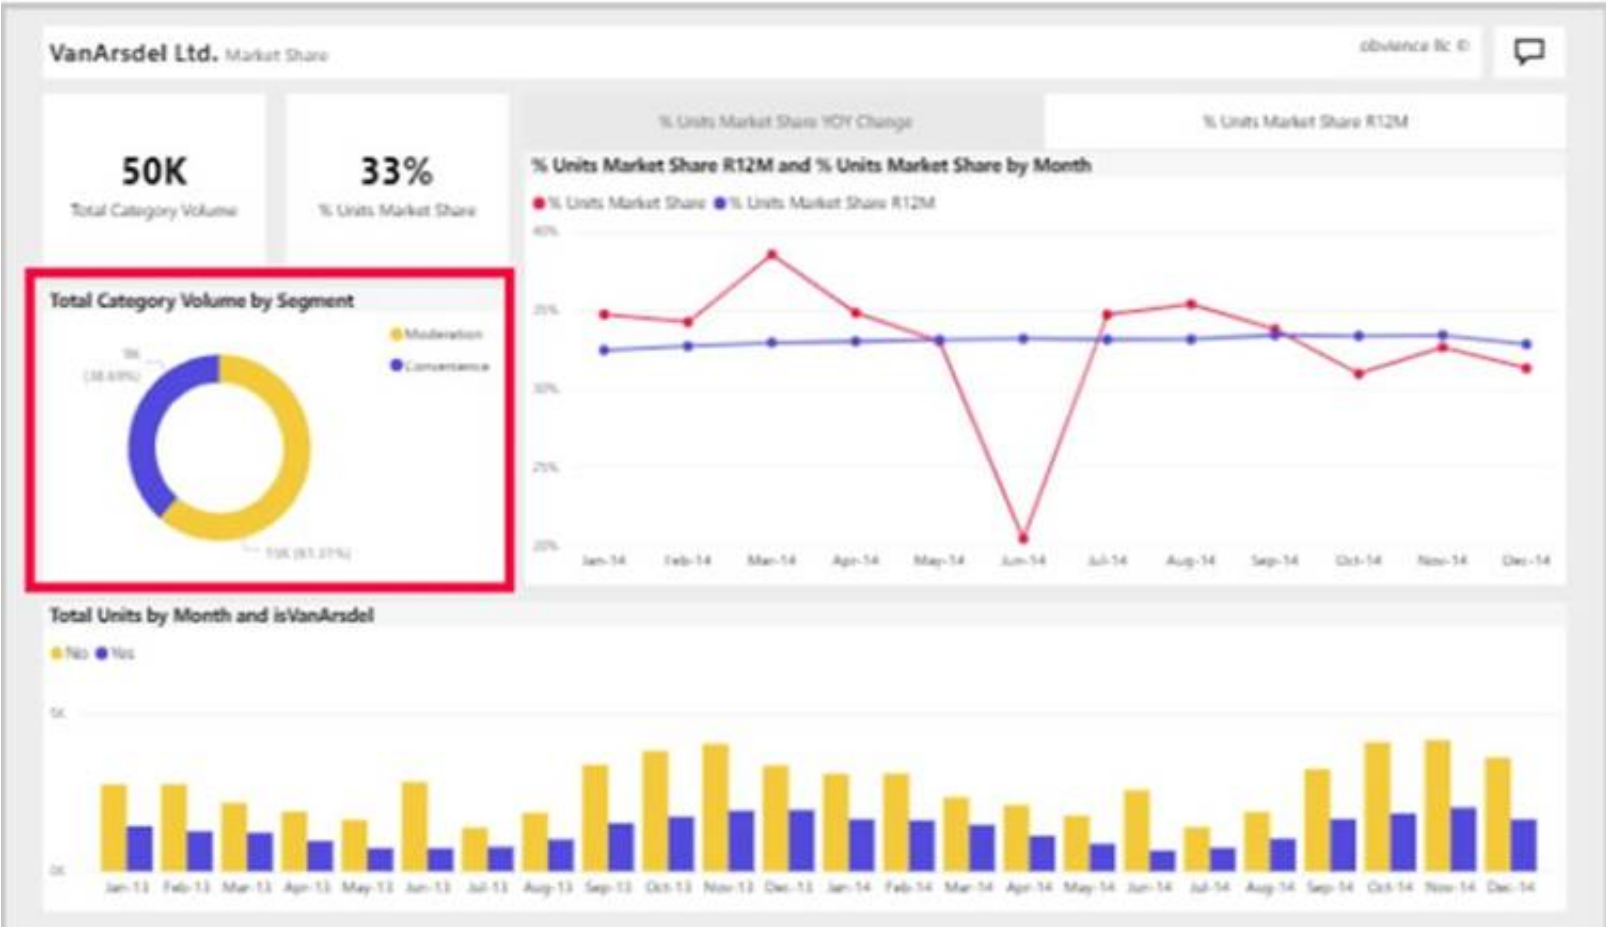 VanArsdel Ltd. Market Share
obvience llc ©
50K
Total Category Volume
33%
% Units Market Share
% Units Market Share YOY Change
% Units Market Share R12M
% Units Market Share R12M and % Units Market Share by Month
% Units Market Share % Units Market Share R12M
40%
35%
30%
25%
20%
Jan-14 Feb-14 Mar-14 Apr-14 May-14 Jun-14 Jul-14 Aug-14 Sep-14 Oct-14 Nov-14 Dec-14
Total Category Volume by Segment
Moderation
Convenience
(38.69%)
15K (61.31%)
Total Units by Month and isVanArsdel
No Yes
5K
0K
Jan-13 Feb-13 Mar-13 Apr-13 May-13 Jun-13 Jul-13 Aug-13 Sep-13 Oct-13 Nov-13 Dec-13 Jan-14 Feb-14 Mar-14 Apr-14 May-14 Jun-14 Jul-14 Aug-14 Sep-14 Oct-14 Nov-14 Dec-14